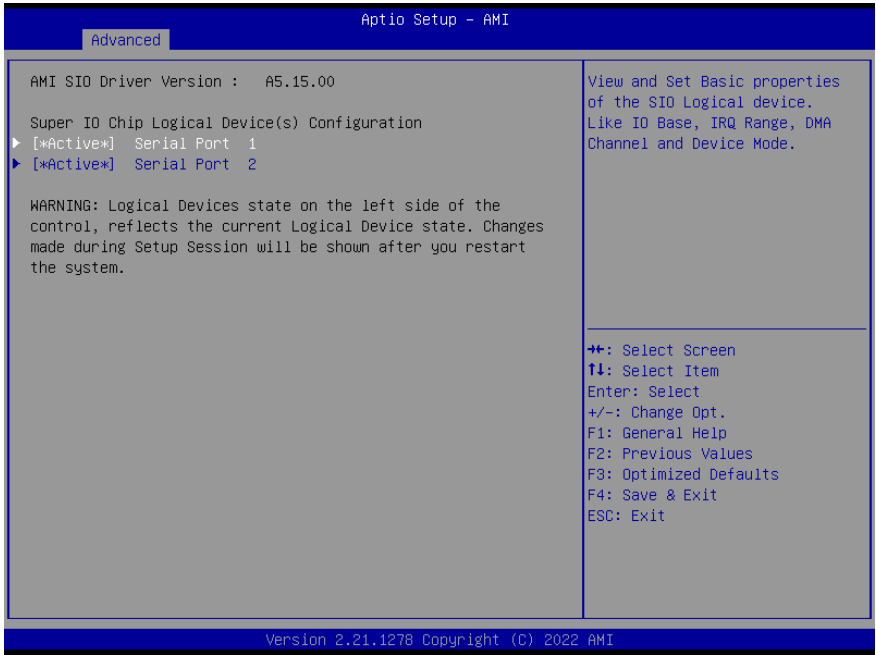 Aptio Setup - AMI
Advanced
AMI SIO Driver Version :   A5.15.00
Super IO Chip Logical Device(s) Configuration
[*Active*]  Serial Port  1
[*Active*]  Serial Port  2
WARNING: Logical Devices state on the left side of the
control, reflects the current Logical Device state. Changes
made during Setup Session will be shown after you restart
the system.
View and Set Basic properties
of the SIO Logical device.
Like IO Base, IRQ Range, DMA
Channel and Device Mode.
→←: Select Screen
↑↓: Select Item
Enter: Select
+/-: Change Opt.
F1: General Help
F2: Previous Values
F3: Optimized Defaults
F4: Save & Exit
ESC: Exit
Version 2.21.1278 Copyright (C) 2022 AMI